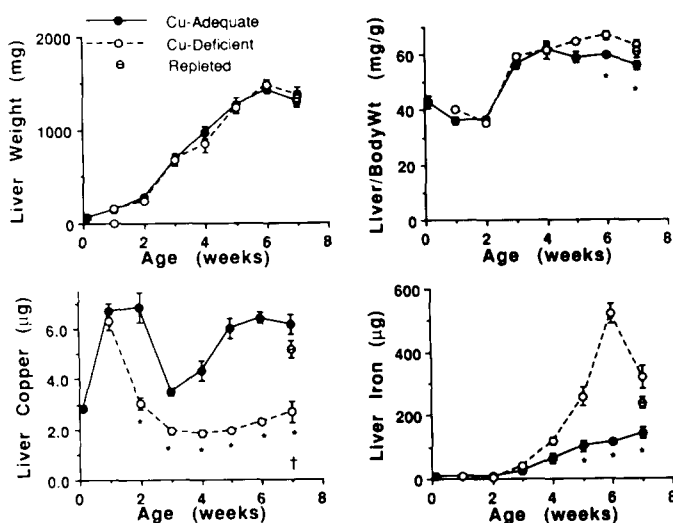 Cu-Adequate
Cu-Deficient
Repleted
Liver Weight (mg)
2000
1000
0
0 2 4 6 8
Age (weeks)
Liver/BodyWt (mg/g)
80
60
40
20
0
* *
0 2 4 6 8
Age (weeks)
Liver Copper (µg)
6.0
4.0
2.0
0.0
* * * * * *
†
0 2 4 6 8
Age (weeks)
Liver Iron (µg)
600
400
200
0
* * *
0 2 4 6 8
Age (weeks)